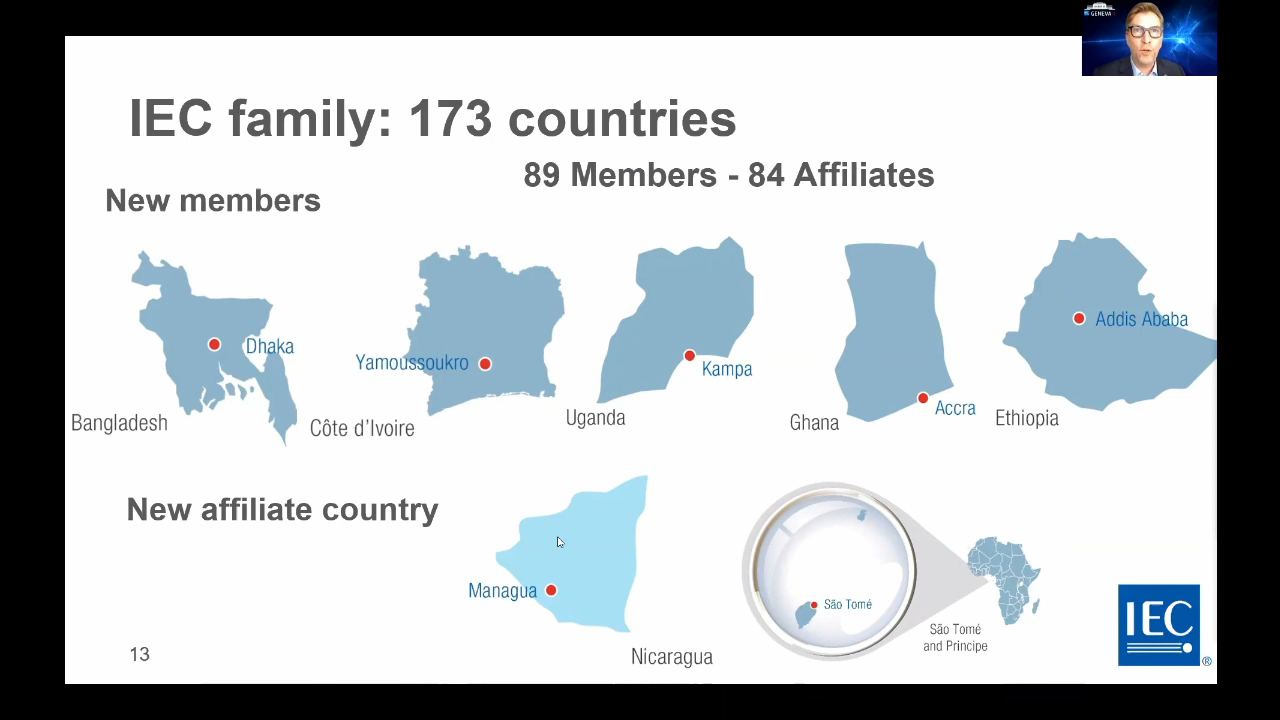 GENEVA
IEC family: 173 countries
89 Members - 84 Affiliates
New members
Dhaka
Bangladesh
Yamoussoukro
Côte d’Ivoire
Kampa
Uganda
Accra
Ghana
Addis Ababa
Ethiopia
New affiliate country
Managua
Nicaragua
São Tomé
São Tomé
and Principe
13
IEC
®